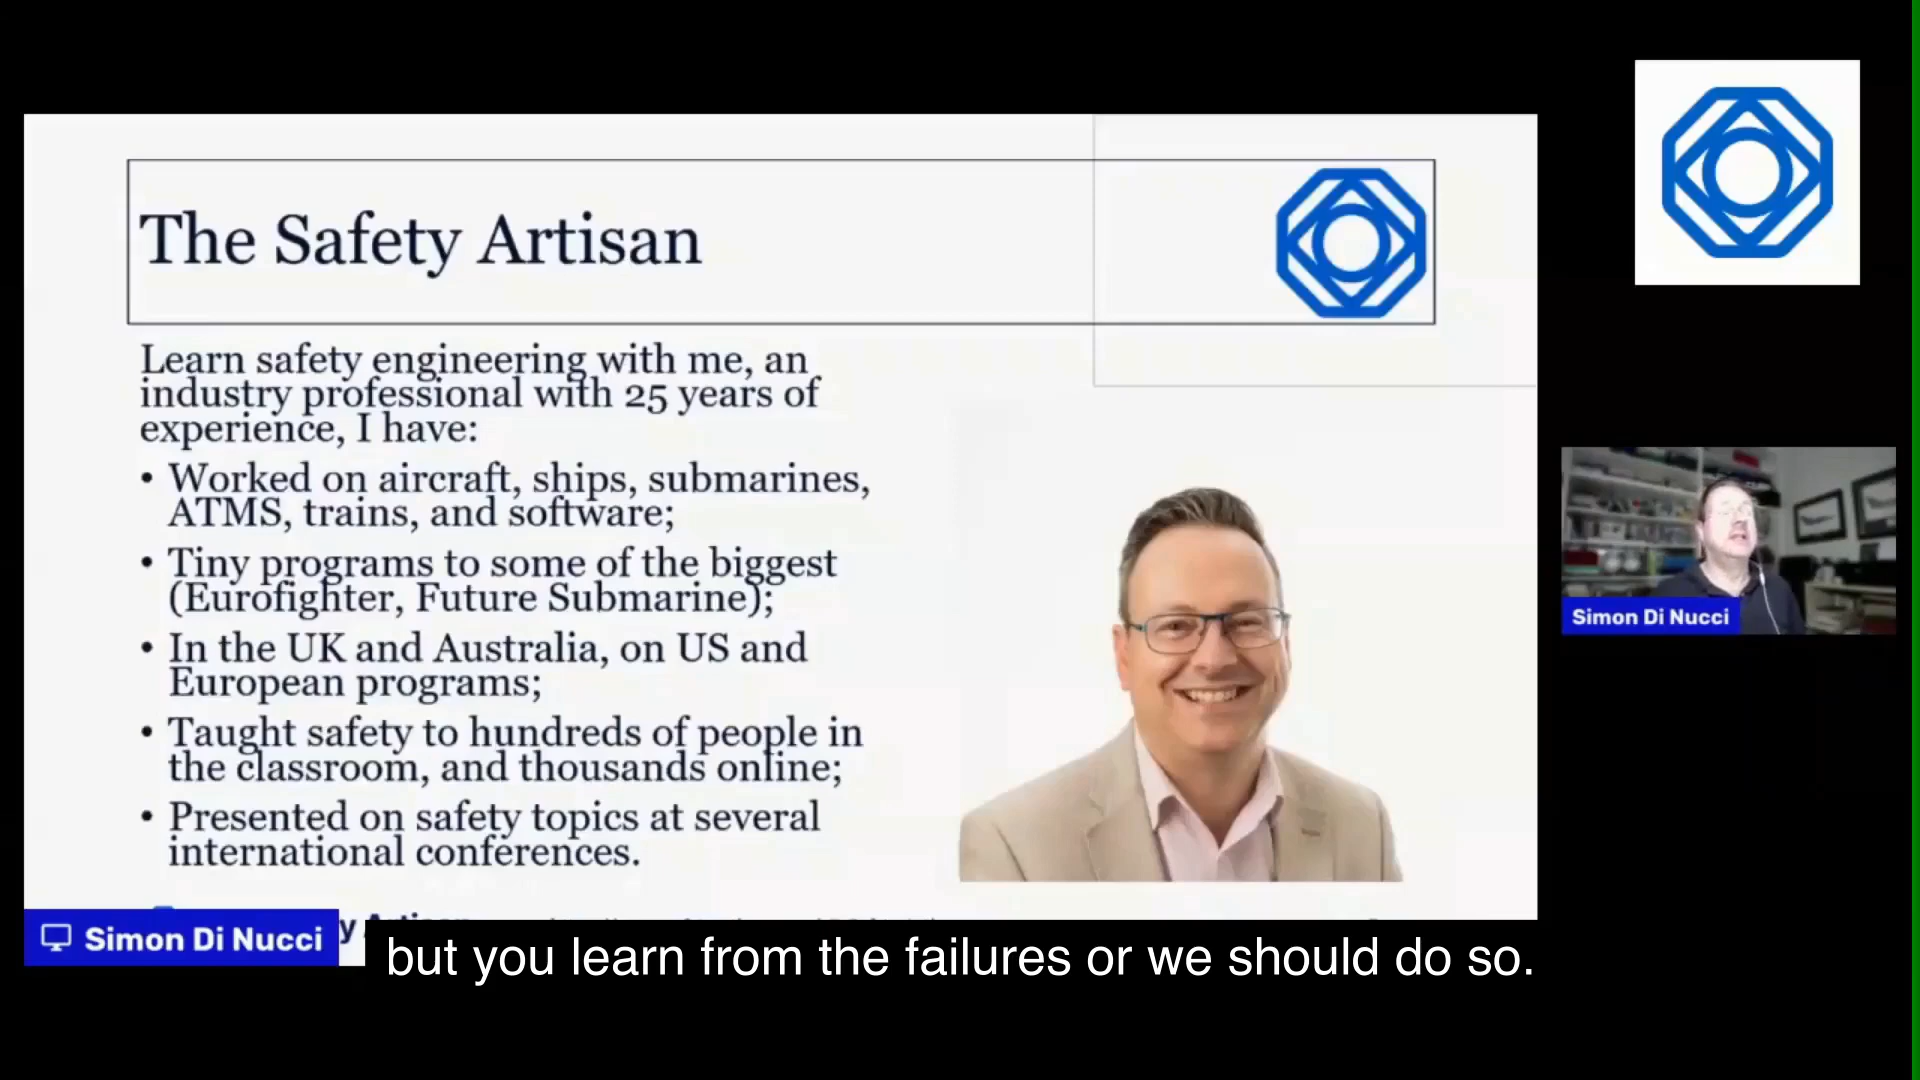 The Safety Artisan
Learn safety engineering with me, an
industry professional with 25 years of
experience, I have:
• Worked on aircraft, ships, submarines,
ATMS, trains, and software;
• Tiny programs to some of the biggest
(Eurofighter, Future Submarine);
• In the UK and Australia, on US and
European programs;
• Taught safety to hundreds of people in
the classroom, and thousands online;
• Presented on safety topics at several
international conferences.
Simon Di Nucci
Simon Di Nucci
but you learn from the failures or we should do so.